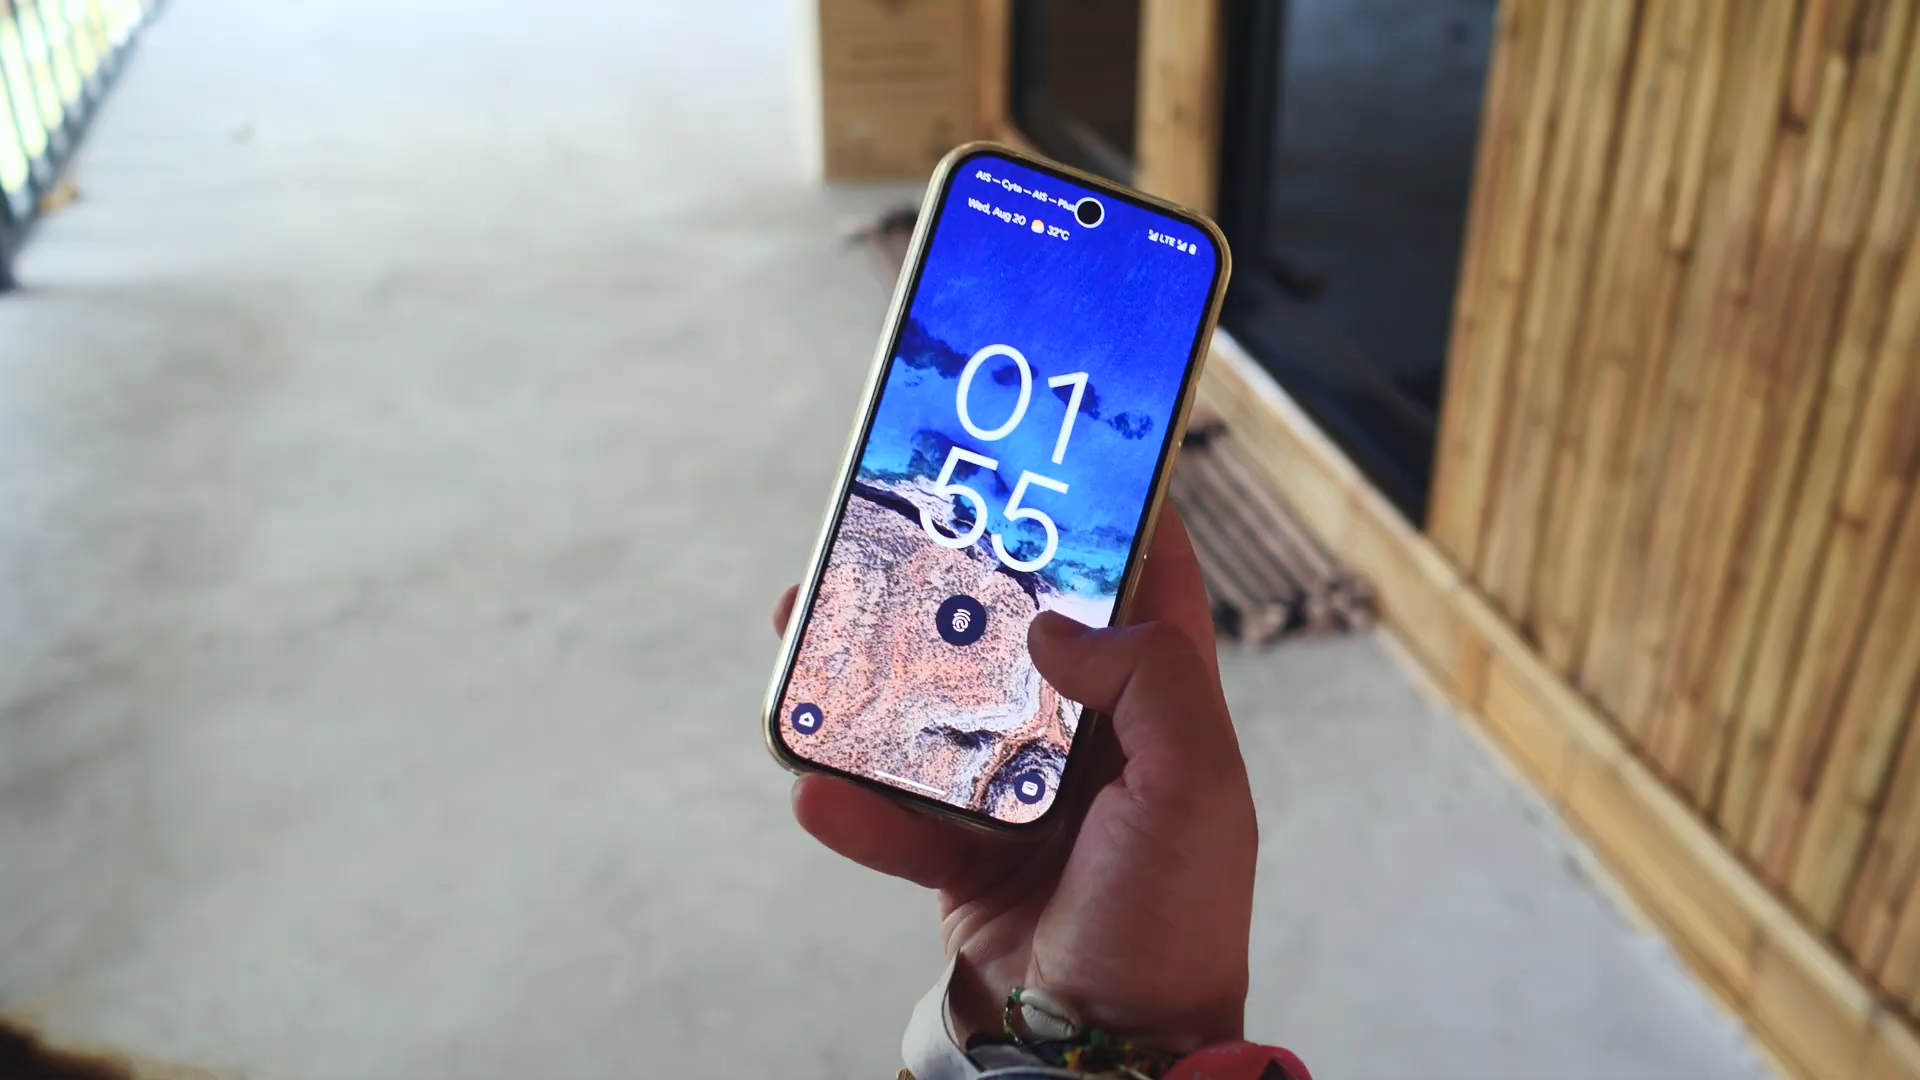 AIS — Cyta — AIS — Plus
Wed, Aug 20 32°C
LTE
01
55